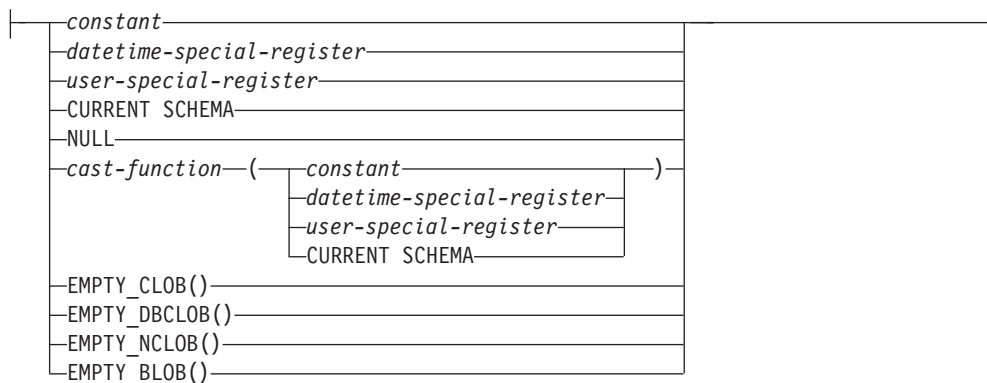 constant
datetime-special-register
user-special-register
CURRENT SCHEMA
NULL
cast-function ( constant )
datetime-special-register
user-special-register
CURRENT SCHEMA
EMPTY_CLOB()
EMPTY_DBCLOB()
EMPTY_NCLOB()
EMPTY_BLOB()